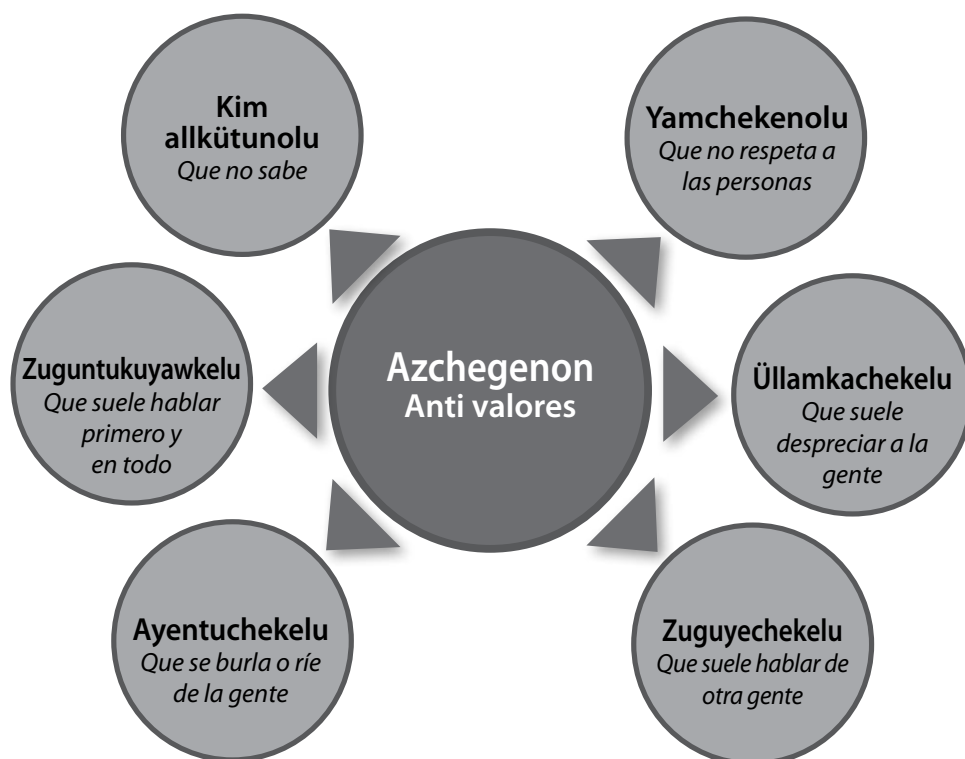 Kim
allkütunolu
Que no sabe
Yamchekenolu
Que no respeta a
las personas
Zuguntukuyawkelu
Que suele hablar
primero y
en todo
Azchegenon
Anti valores
Üllamkachekelu
Que suele
despreciar a la
gente
Ayentuchekelu
Que se burla o ríe
de la gente
Zuguyechekelu
Que suele hablar de
otra gente